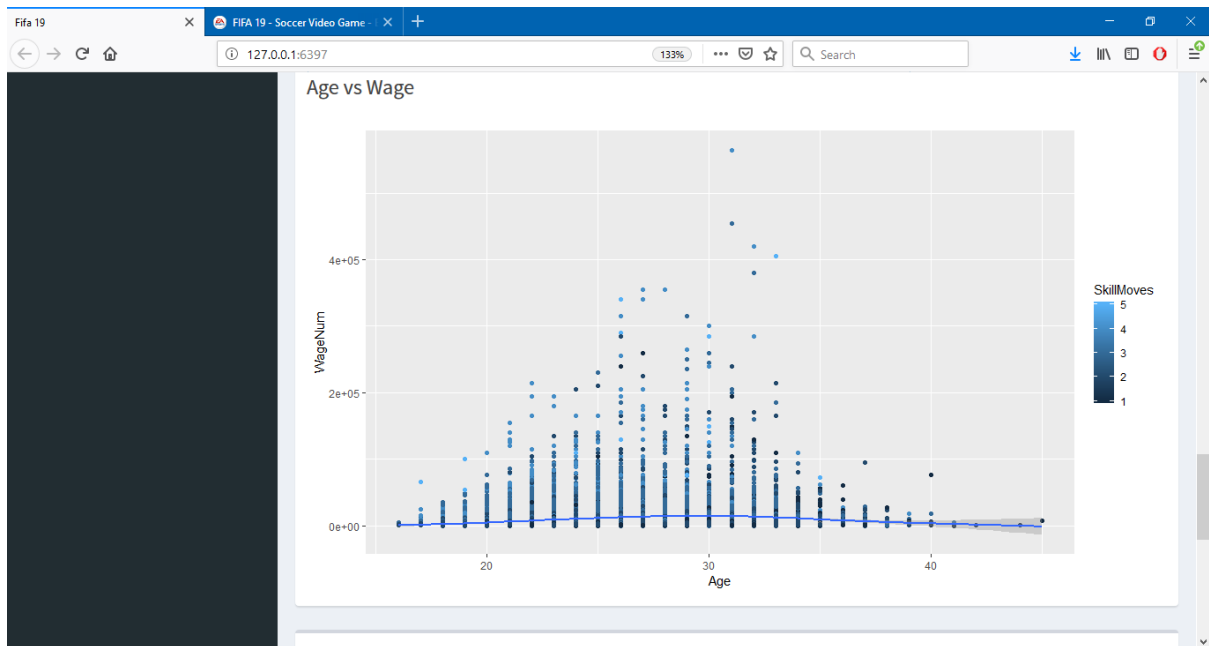 Fifa 19
FIFA 19 - Soccer Video Game -
127.0.0.1:6397
133%
Search
Age vs Wage
WageNum
4e+05
2e+05
0e+00
20
30
40
Age
SkillMoves
5
4
3
2
1